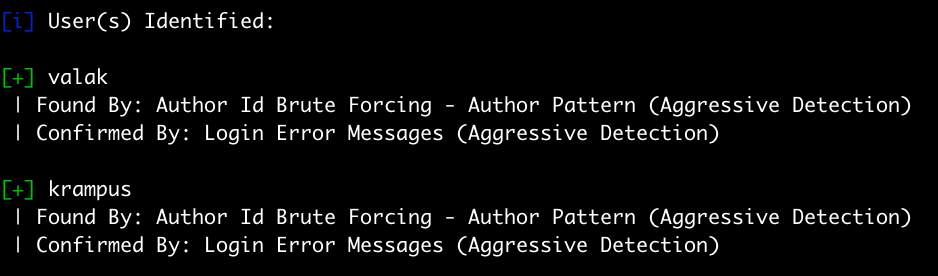 [i] User(s) Identified:
[+] valak
| Found By: Author Id Brute Forcing - Author Pattern (Aggressive Detection)
| Confirmed By: Login Error Messages (Aggressive Detection)
[+] krampus
| Found By: Author Id Brute Forcing - Author Pattern (Aggressive Detection)
| Confirmed By: Login Error Messages (Aggressive Detection)